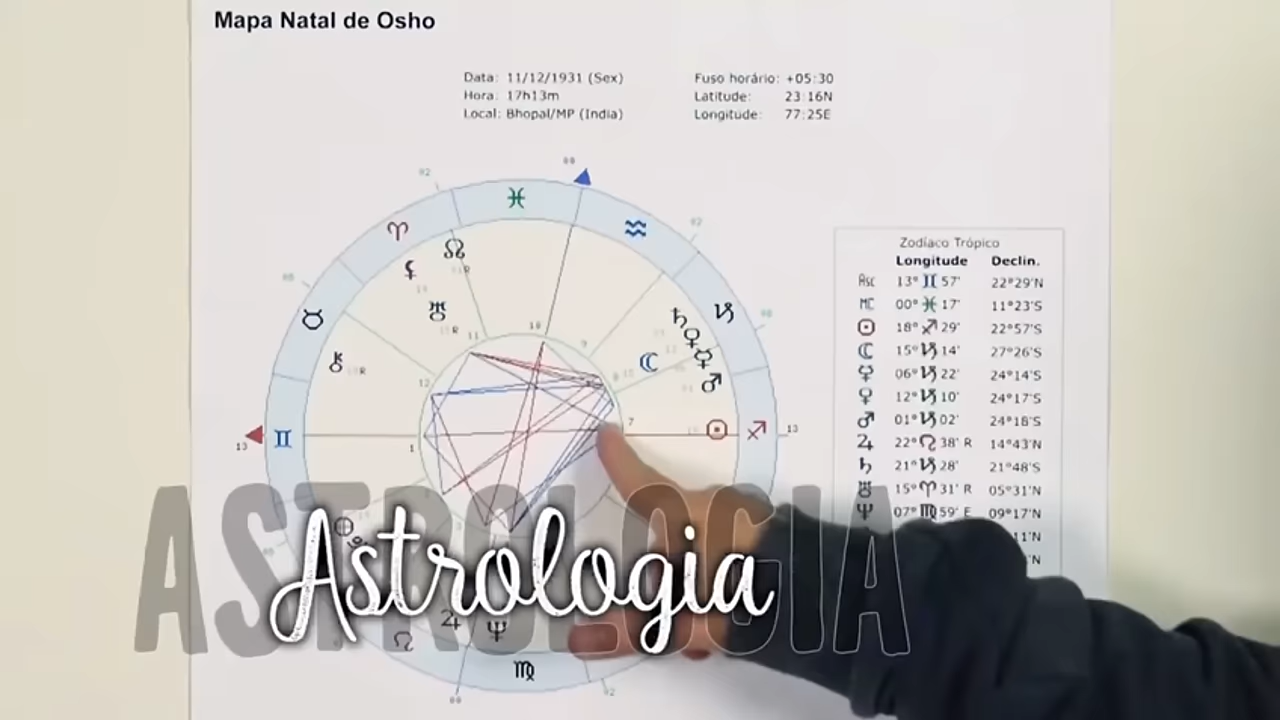 Mapa Natal de Osho
Data: 11/12/1931 (Sex)
Hora: 17h13m
Local: Bhopal/MP (India)
Fuso horário: +05:30
Latitude: 23:16N
Longitude: 77:25E
Zodíaco Trópico
Longitude Declin.
Asc 13° ♊ 57' 22°29'N
MC 00° ♓ 17' 11°23'S
☉ 18° ♐ 29' 22°57'S
☾ 15° ♑ 14' 27°26'S
☿ 06° ♑ 22' 24°14'S
♀ 12° ♑ 10' 24°17'S
♂ 01° ♑ 02' 24°18'S
♃ 22° ♌ 38' R 14°43'N
♄ 21° ♑ 28' 21°48'S
♅ 15° ♈ 31' R 05°31'N
♆ 07° ♍ 59' E 09°17'N
11'N
'N
ASTROLOGIA
Astrologia